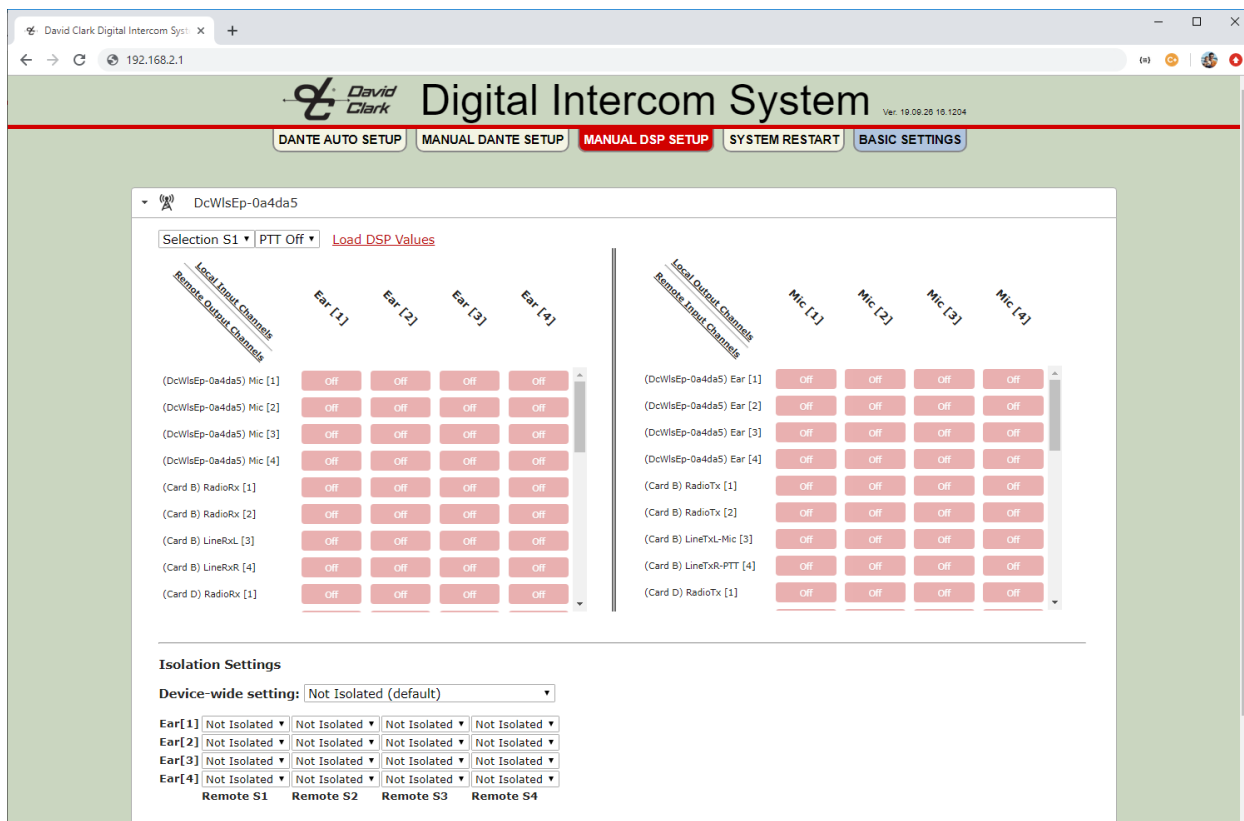 David Clark Digital Intercom Syst
192.168.2.1
David Clark
Digital Intercom System
Ver. 19.09.26 16.1204
DANTE AUTO SETUP MANUAL DANTE SETUP MANUAL DSP SETUP SYSTEM RESTART BASIC SETTINGS
DcWlsEp-0a4da5
Selection S1 PTT Off Load DSP Values
Local Input Channels
Remote Output Channels
Ear [1] Ear [2] Ear [3] Ear [4]
(DcWlsEp-0a4da5) Mic [1] Off Off Off Off
(DcWlsEp-0a4da5) Mic [2] Off Off Off Off
(DcWlsEp-0a4da5) Mic [3] Off Off Off Off
(DcWlsEp-0a4da5) Mic [4] Off Off Off Off
(Card B) RadioRx [1] Off Off Off Off
(Card B) RadioRx [2] Off Off Off Off
(Card B) LineRxL [3] Off Off Off Off
(Card B) LineRxR [4] Off Off Off Off
(Card D) RadioRx [1] Off Off Off Off
Local Output Channels
Remote Input Channels
Mic [1] Mic [2] Mic [3] Mic [4]
(DcWlsEp-0a4da5) Ear [1] Off Off Off Off
(DcWlsEp-0a4da5) Ear [2] Off Off Off Off
(DcWlsEp-0a4da5) Ear [3] Off Off Off Off
(DcWlsEp-0a4da5) Ear [4] Off Off Off Off
(Card B) RadioTx [1] Off Off Off Off
(Card B) RadioTx [2] Off Off Off Off
(Card B) LineTxL-Mic [3] Off Off Off Off
(Card B) LineTxR-PTT [4] Off Off Off Off
(Card D) RadioTx [1] Off Off Off Off
Isolation Settings
Device-wide setting: Not Isolated (default)
Ear[1] Not Isolated Not Isolated Not Isolated Not Isolated
Ear[2] Not Isolated Not Isolated Not Isolated Not Isolated
Ear[3] Not Isolated Not Isolated Not Isolated Not Isolated
Ear[4] Not Isolated Not Isolated Not Isolated Not Isolated
Remote S1 Remote S2 Remote S3 Remote S4